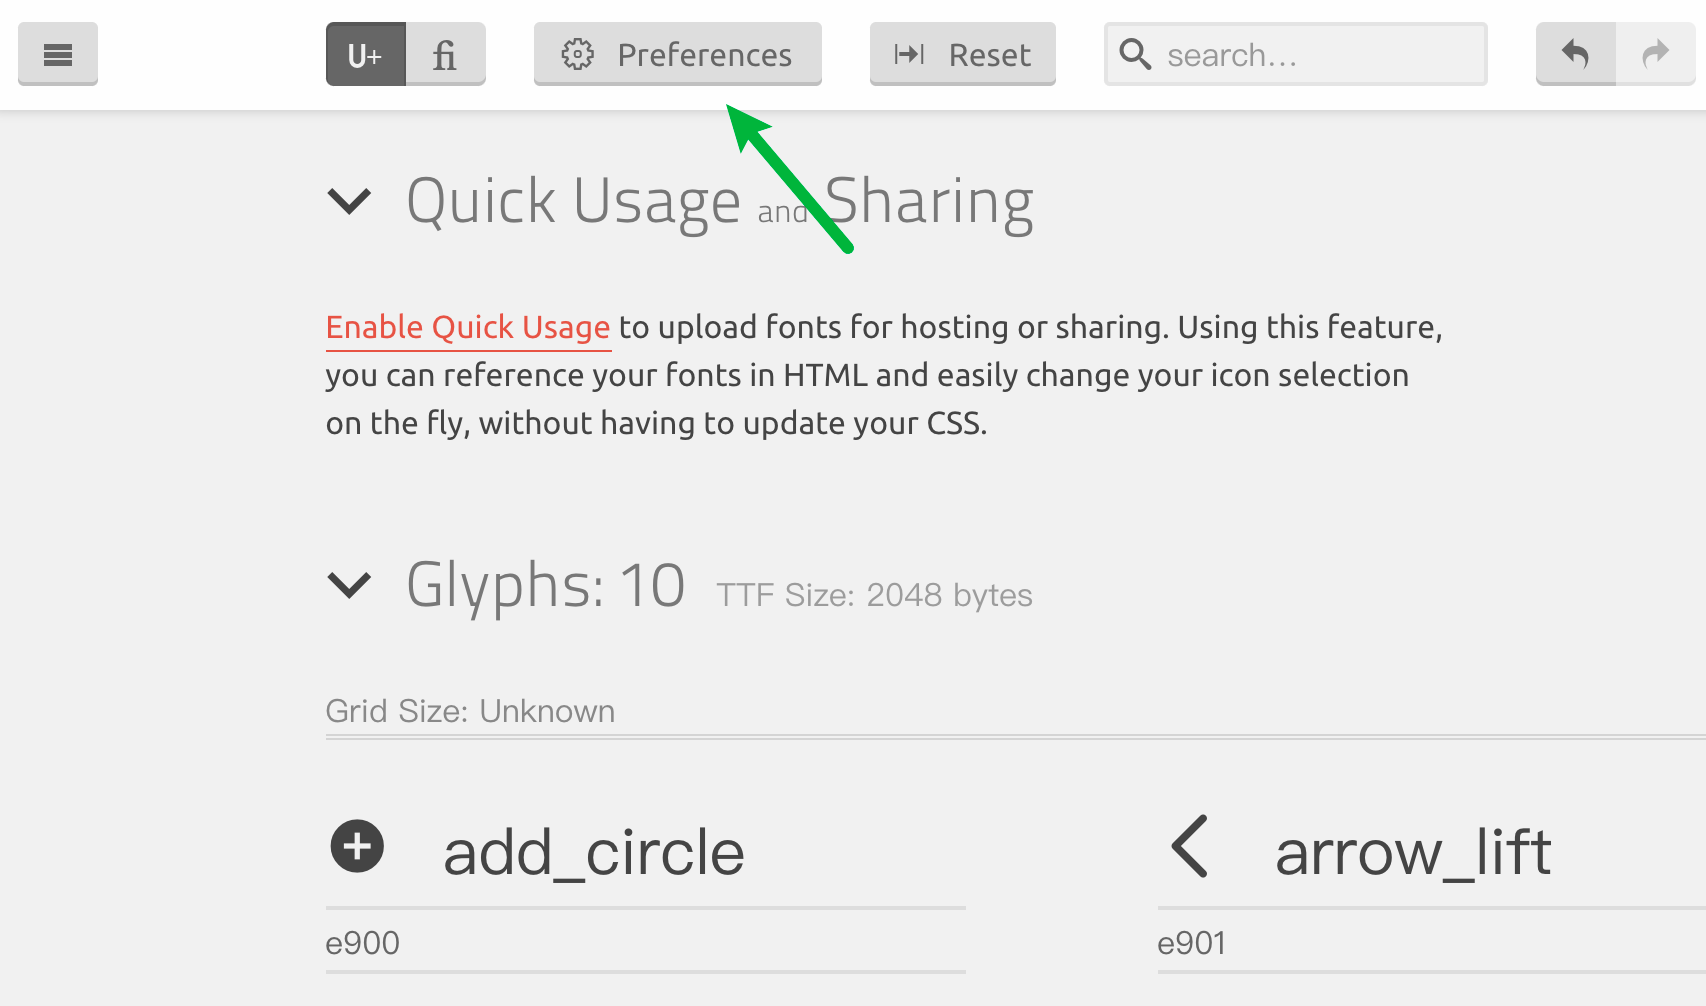 U+ fi Preferences Reset search...
Quick Usage and Sharing
Enable Quick Usage to upload fonts for hosting or sharing. Using this feature,
you can reference your fonts in HTML and easily change your icon selection
on the fly, without having to update your CSS.
Glyphs: 10 TTF Size: 2048 bytes
Grid Size: Unknown
add_circle arrow_lift
e900 e901